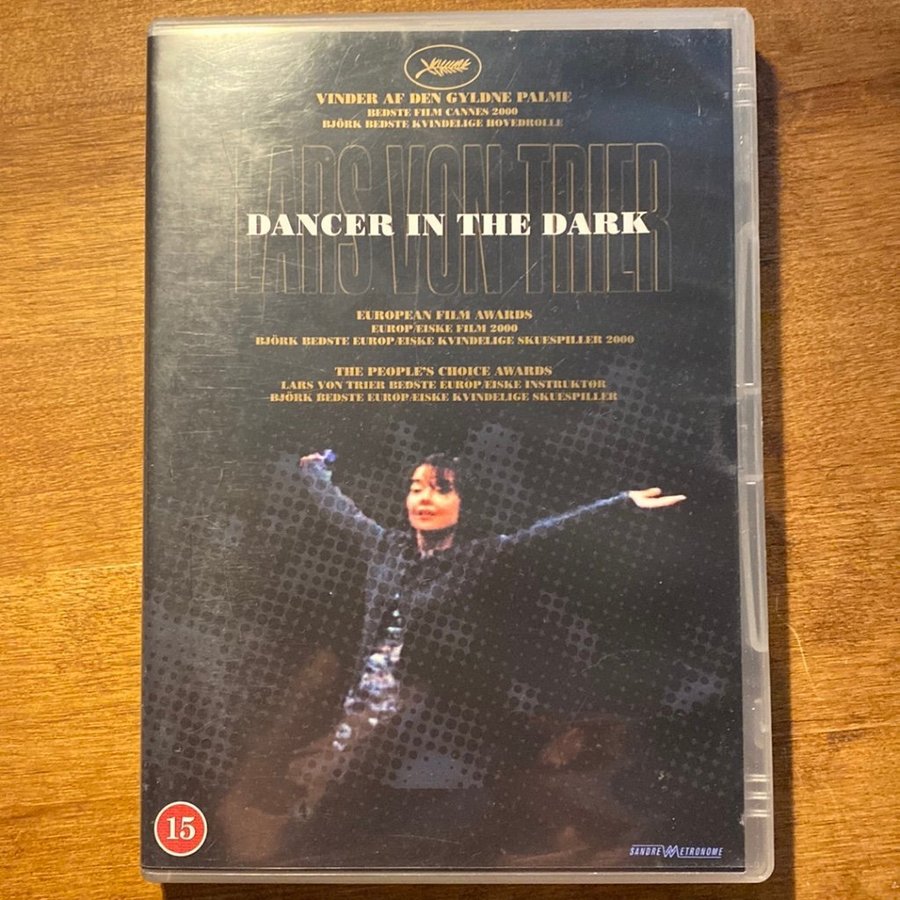 VINDER AF DEN GYLDNE PALME
BEDSTE FILM CANNES 2000
BJÖRK BEDSTE KVINDELIGE HOVEDROLLE
LARS VON TRIER
DANCER IN THE DARK
EUROPEAN FILM AWARDS
EUROPÆISKE FILM 2000
BJÖRK BEDSTE EUROPÆISKE KVINDELIGE SKUESPILLER 2000
THE PEOPLE'S CHOICE AWARDS
LARS VON TRIER BEDSTE EUROPÆISKE INSTRUKTØR
BJÖRK BEDSTE EUROPÆISKE KVINDELIGE SKUESPILLER
15
SANDREW METRONOME